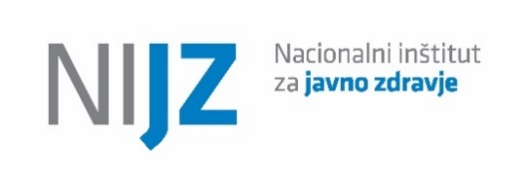 NIJZ
Nacionalni inštitut
za javno zdravje